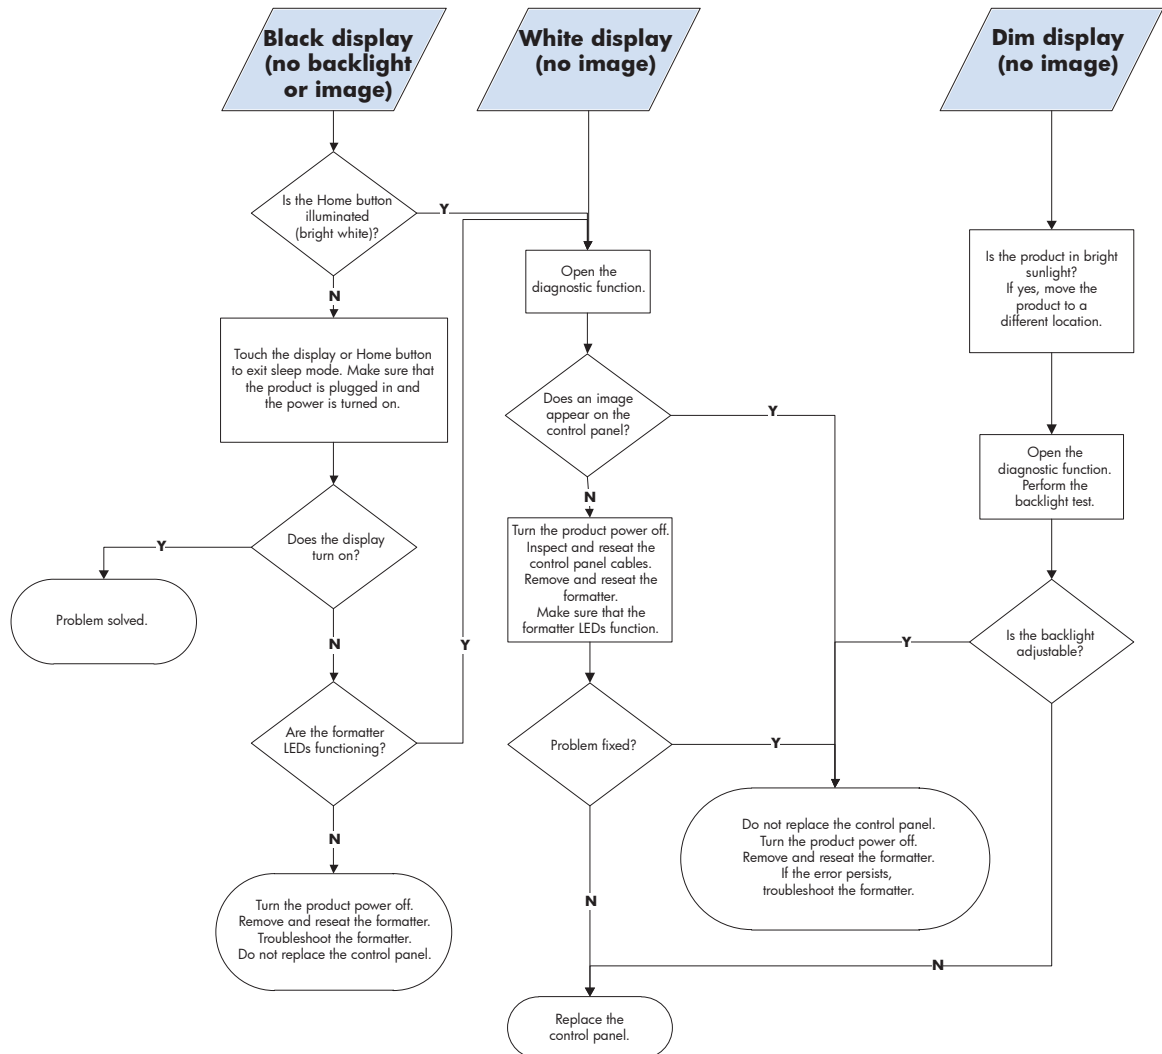 Black display
(no backlight
or image)
White display
(no image)
Dim display
(no image)
Is the Home button
illuminated
(bright white)?
Y
N
Touch the display or Home button
to exit sleep mode. Make sure that
the product is plugged in and
the power is turned on.
Does the display
turn on?
Y
Problem solved.
N
Are the formatter
LEDs functioning?
Y
N
Turn the product power off.
Remove and reseat the formatter.
Troubleshoot the formatter.
Do not replace the control panel.
Open the
diagnostic function.
Does an image
appear on the
control panel?
Y
N
Turn the product power off.
Inspect and reseat the
control panel cables.
Remove and reseat the
formatter.
Make sure that the
formatter LEDs function.
Problem fixed?
Y
N
Is the product in bright
sunlight?
If yes, move the
product to a
different location.
Open the
diagnostic function.
Perform the
backlight test.
Is the backlight
adjustable?
Y
N
Do not replace the control panel.
Turn the product power off.
Remove and reseat the formatter.
If the error persists,
troubleshoot the formatter.
Replace the
control panel.